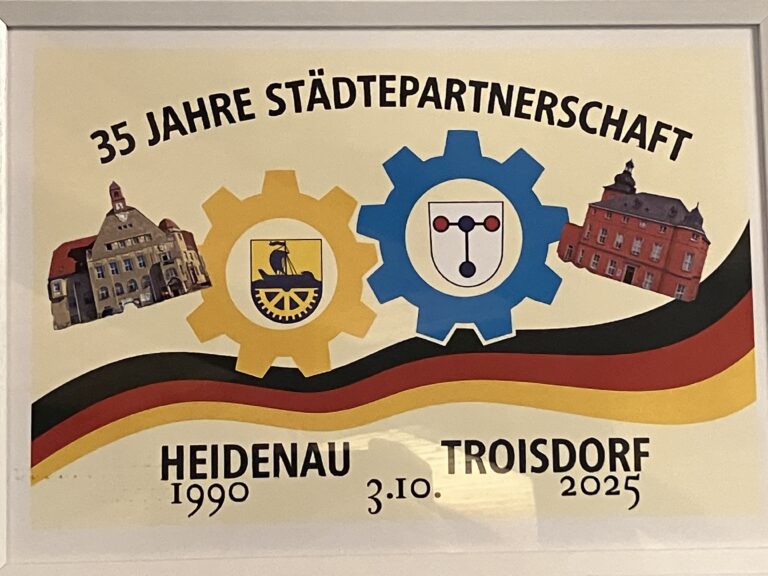 35 JAHRE STÄDTEPARTNERSCHAFT
HEIDENAU TROISDORF
1990 3.10. 2025